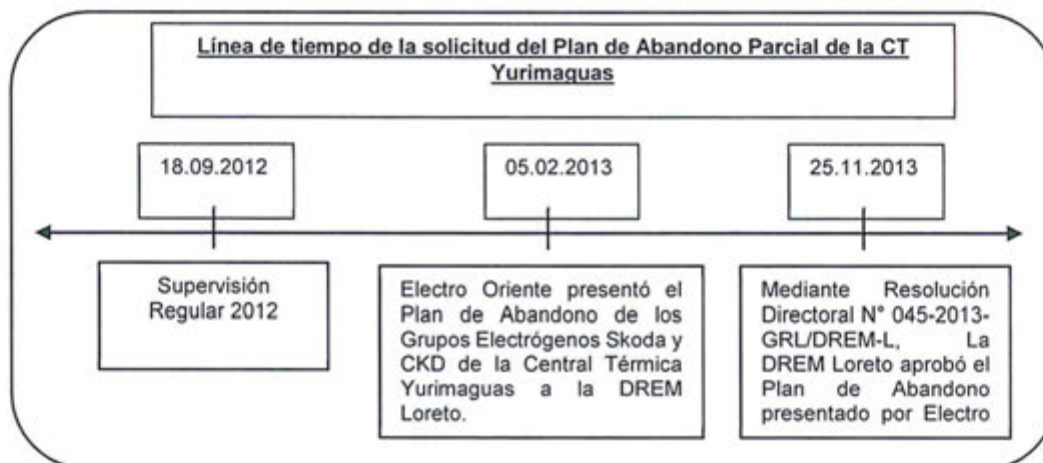 Línea de tiempo de la solicitud del Plan de Abandono Parcial de la CT
Yurimaguas
18.09.2012
05.02.2013
25.11.2013
Supervisión
Regular 2012
Electro Oriente presentó el
Plan de Abandono de los
Grupos Electrógenos Skoda y
CKD de la Central Térmica
Yurimaguas a la DREM
Loreto.
Mediante Resolución
Directoral N° 045-2013-
GRL/DREM-L, La
DREM Loreto aprobó el
Plan de Abandono
presentado por Electro